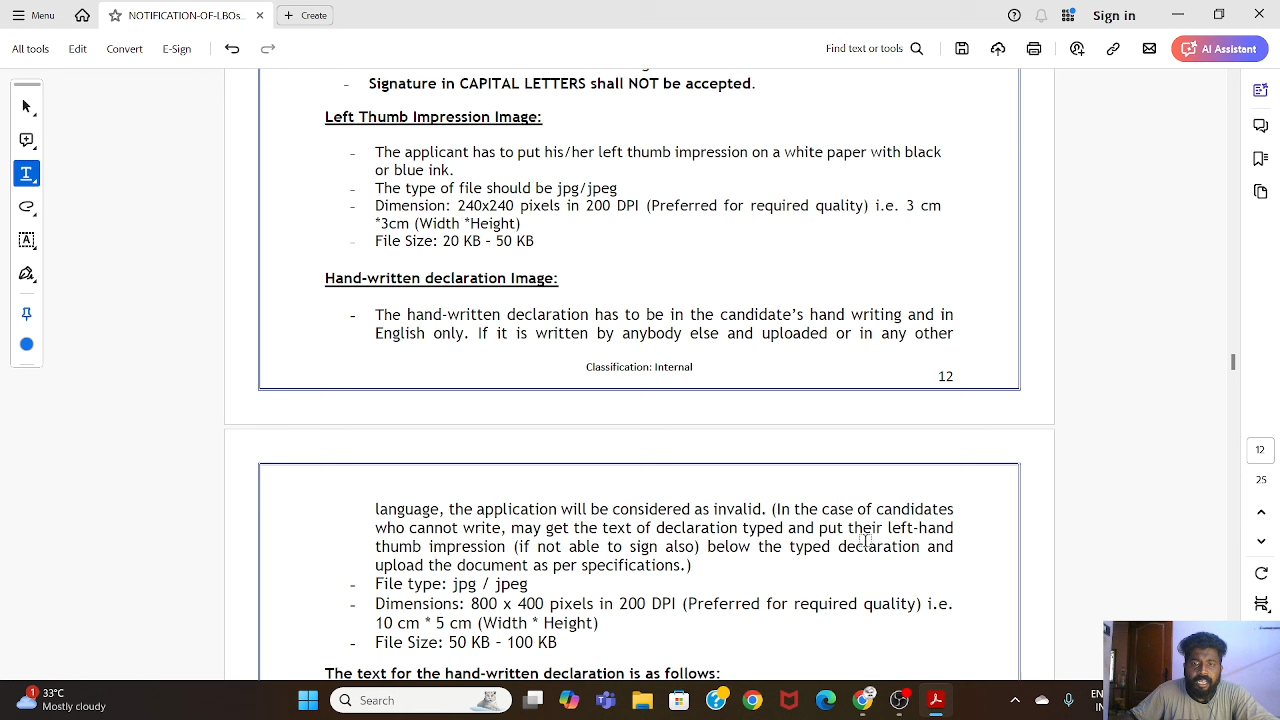 Menu
NOTIFICATION-OF-LBOs...
Create
Sign in
All tools
Edit
Convert
E-Sign
Find text or tools
AI Assistant
- Signature in CAPITAL LETTERS shall NOT be accepted.
Left Thumb Impression Image:
- The applicant has to put his/her left thumb impression on a white paper with black
or blue ink.
- The type of file should be jpg/jpeg
- Dimension: 240x240 pixels in 200 DPI (Preferred for required quality) i.e. 3 cm
*3cm (Width *Height)
- File Size: 20 KB – 50 KB
Hand-written declaration Image:
- The hand-written declaration has to be in the candidate's hand writing and in
English only. If it is written by anybody else and uploaded or in any other
Classification: Internal
12
language, the application will be considered as invalid. (In the case of candidates
who cannot write, may get the text of declaration typed and put their left-hand
thumb impression (if not able to sign also) below the typed declaration and
upload the document as per specifications.)
- File type: jpg / jpeg
- Dimensions: 800 x 400 pixels in 200 DPI (Preferred for required quality) i.e.
10 cm * 5 cm (Width * Height)
- File Size: 50 KB – 100 KB
The text for the hand-written declaration is as follows:
12
25
1
33°C
Mostly cloudy
Search
EN
IN